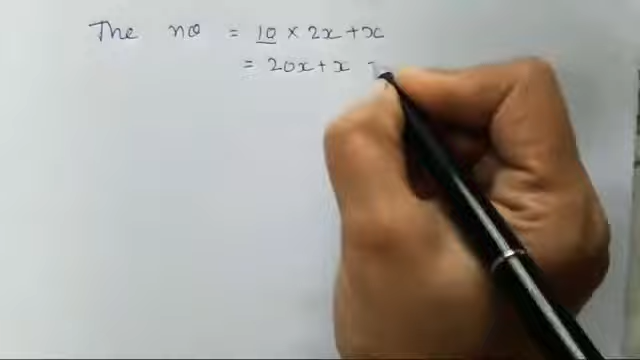 The no = 10 × 2x + x
= 20x + x